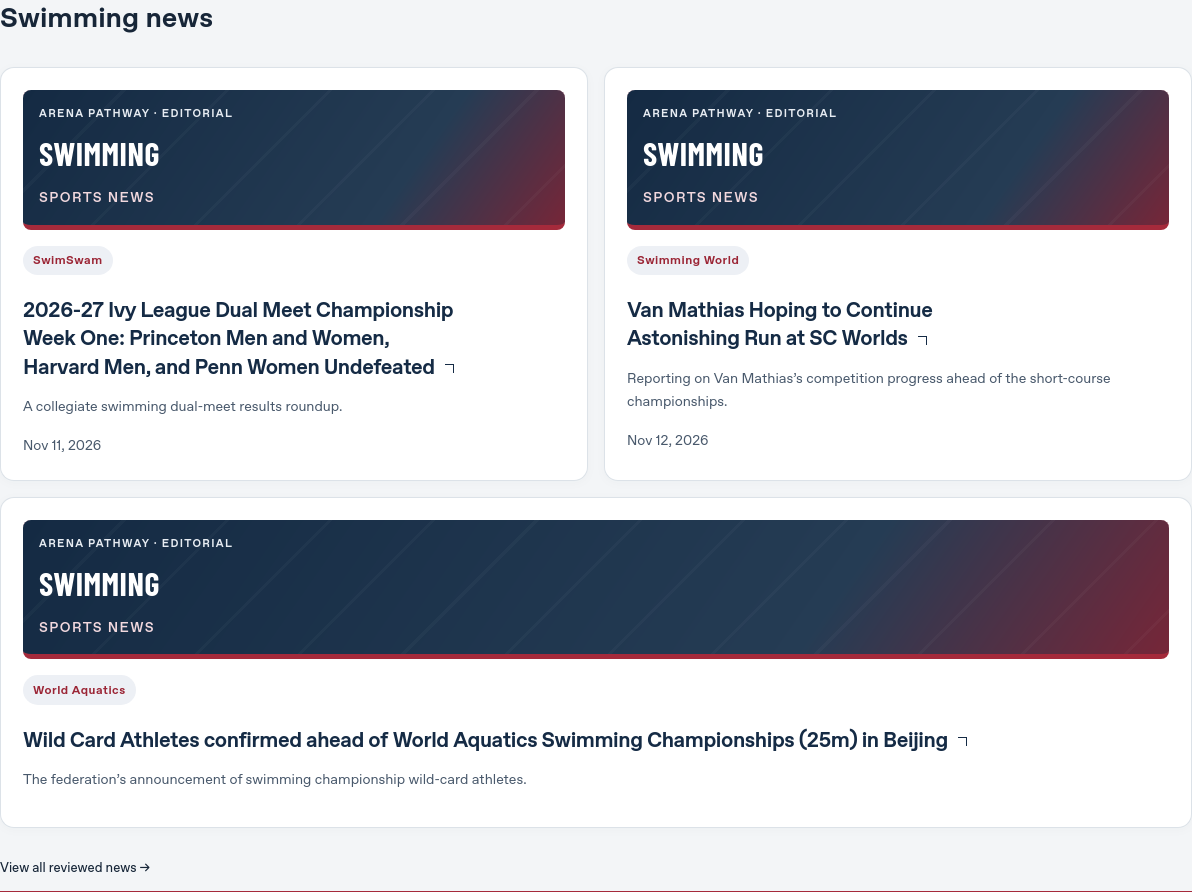 Swimming news
ARENA PATHWAY · EDITORIAL
SWIMMING
SPORTS NEWS
SwimSwam
2026-27 Ivy League Dual Meet Championship
Week One: Princeton Men and Women,
Harvard Men, and Penn Women Undefeated
A collegiate swimming dual-meet results roundup.
Nov 11, 2026
ARENA PATHWAY · EDITORIAL
SWIMMING
SPORTS NEWS
Swimming World
Van Mathias Hoping to Continue
Astonishing Run at SC Worlds
Reporting on Van Mathias’s competition progress ahead of the short-course
championships.
Nov 12, 2026
ARENA PATHWAY · EDITORIAL
SWIMMING
SPORTS NEWS
World Aquatics
Wild Card Athletes confirmed ahead of World Aquatics Swimming Championships (25m) in Beijing
The federation’s announcement of swimming championship wild-card athletes.
View all reviewed news →